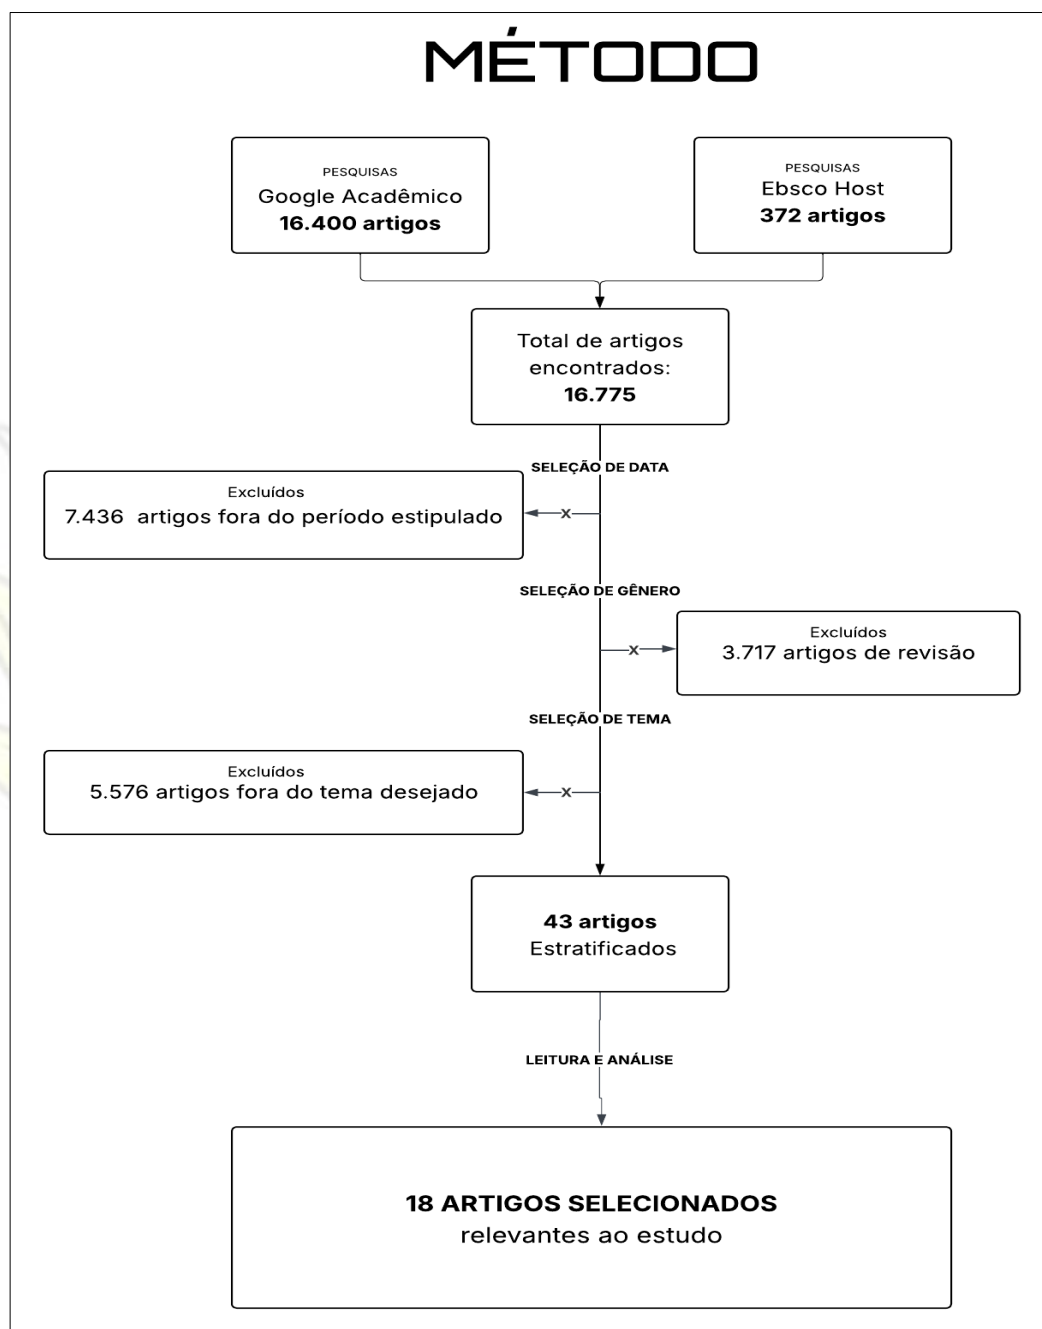 MÉTODO
PESQUISAS
Google Acadêmico
16.400 artigos
PESQUISAS
Ebsco Host
372 artigos
Total de artigos
encontrados:
16.775
SELEÇÃO DE DATA
Excluídos
7.436 artigos fora do período estipulado
x
SELEÇÃO DE GÊNERO
Excluídos
3.717 artigos de revisão
x
SELEÇÃO DE TEMA
Excluídos
5.576 artigos fora do tema desejado
x
43 artigos
Estratificados
LEITURA E ANÁLISE
18 ARTIGOS SELECIONADOS
relevantes ao estudo